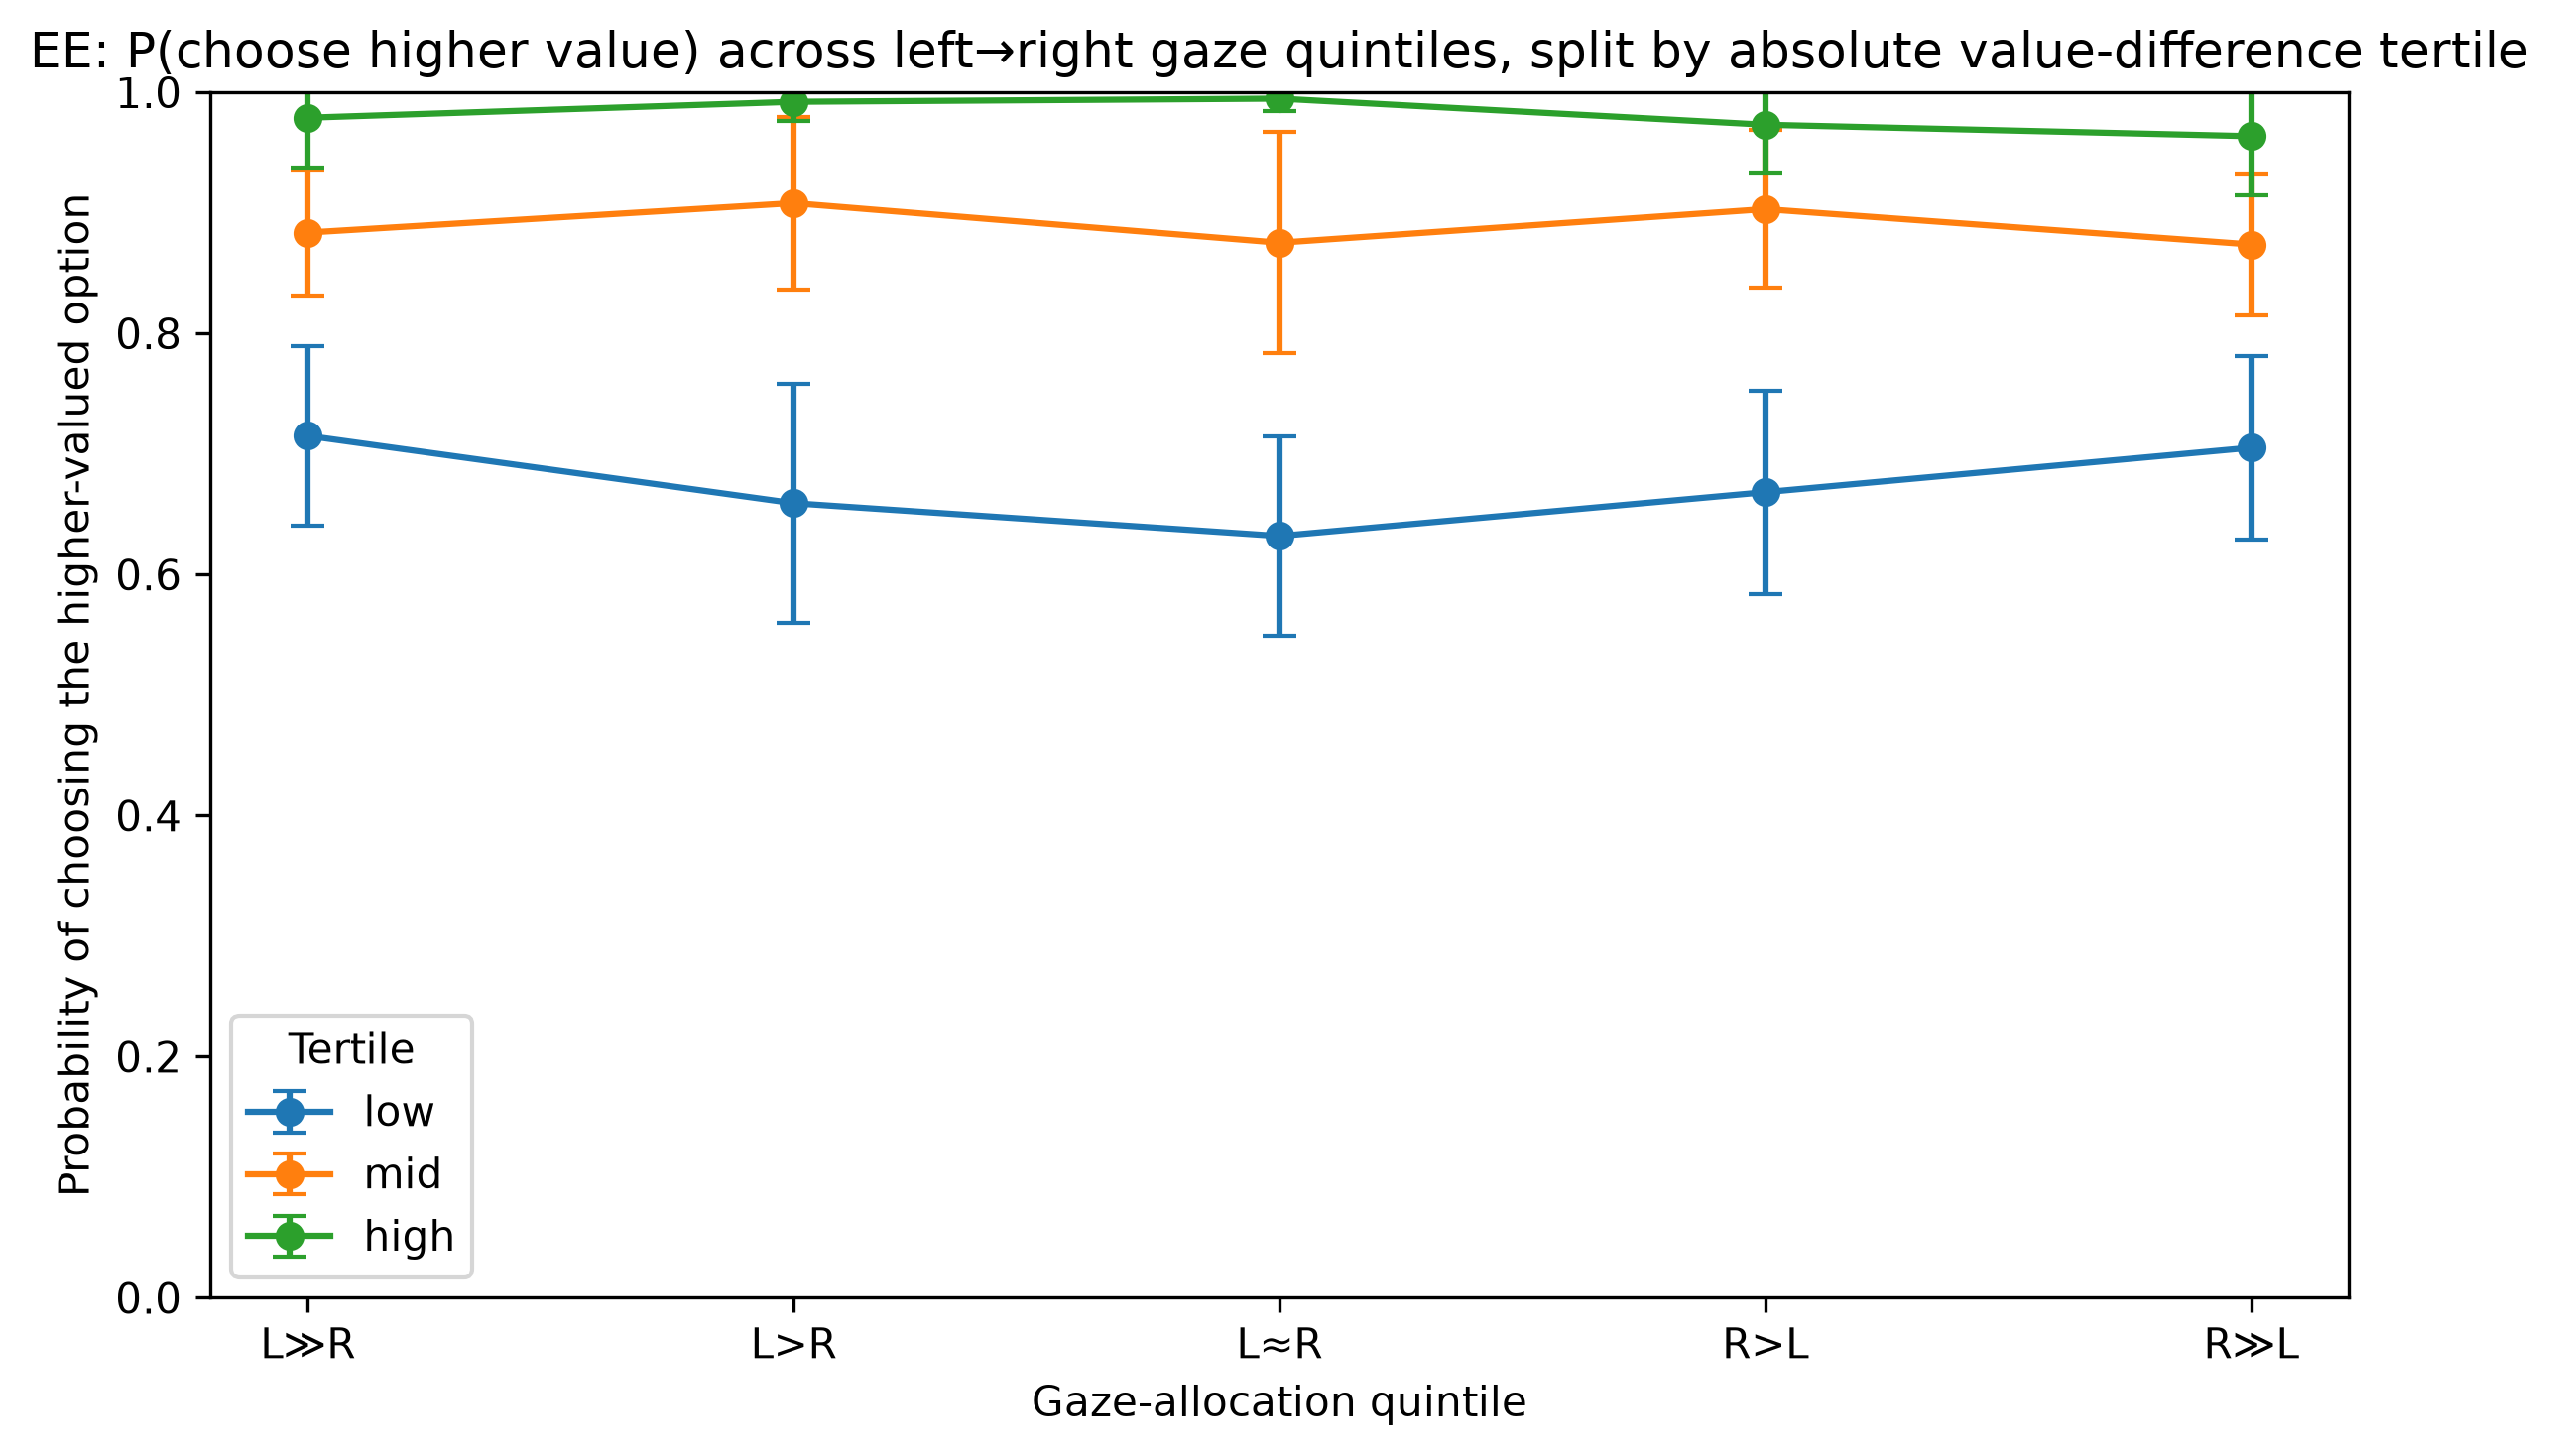 EE: P(choose higher value) across left→right gaze quintiles, split by absolute value-difference tertile
Probability of choosing the higher-valued option
1.0
0.8
0.6
0.4
0.2
0.0
Tertile
low
mid
high
L≫R
L>R
L≈R
R>L
R≫L
Gaze-allocation quintile